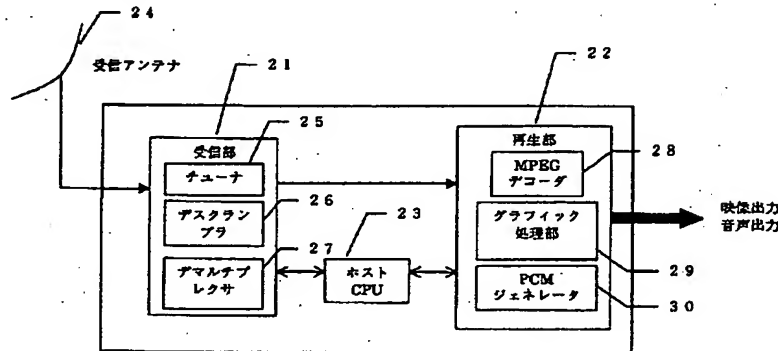 24
受信アンテナ
21
22
25
受信部
チューナ
26
デスクラン
プラ
27
デマルチプ
レクサ
23
ホスト
CPU
再生部
MPEG
デコーダ
28
グラフィック
処理部
29
PCM
ジェネレータ
30
映像出力
音声出力